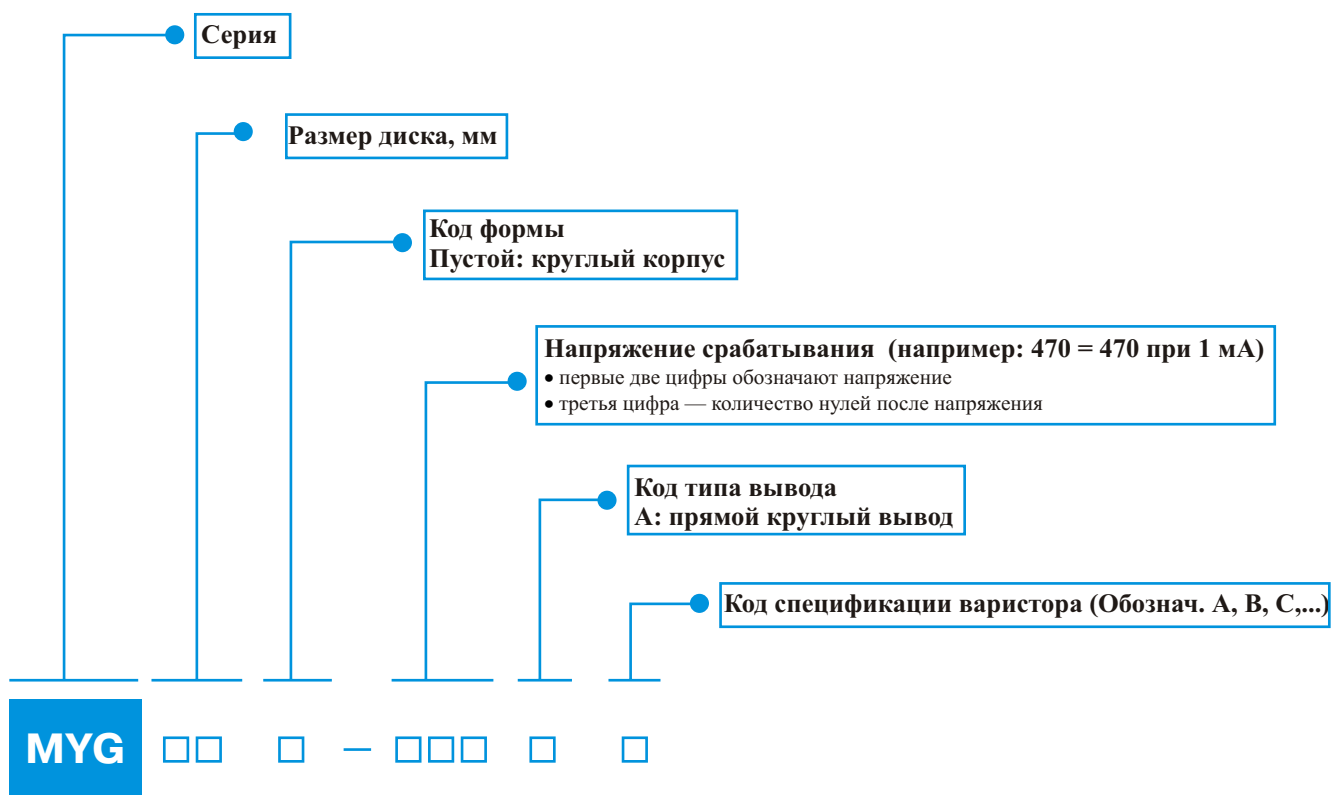 Серия
Размер диска, мм
Код формы
Пустой: круглый корпус
Напряжение срабатывания (например: 470 = 470 при 1 мА)
• первые две цифры обозначают напряжение
• третья цифра — количество нулей после напряжения
Код типа вывода
А: прямой круглый вывод
Код спецификации варистора (Обознач. А, В, С,...)
MYG □□ □ — □□□ □ □